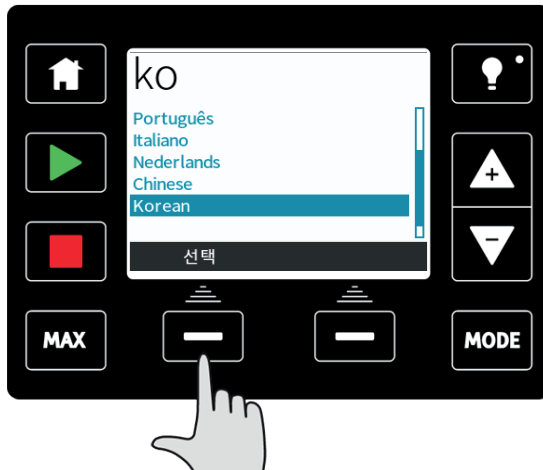 ko
Português
Italiano
Nederlands
Chinese
Korean
선택
+
−
MAX
MODE